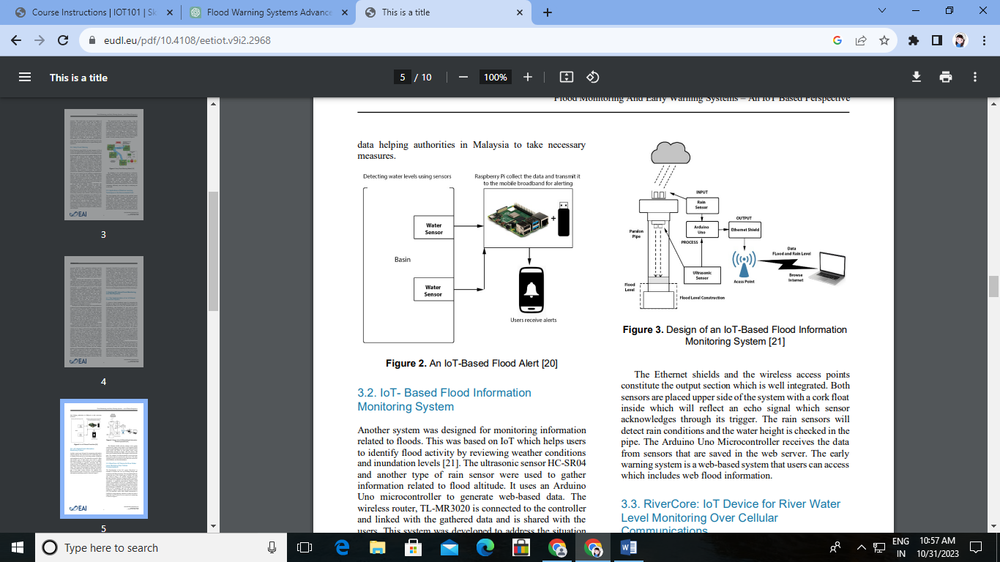 Course Instructions | IOT101 | Sk
Flood Warning Systems Advance
This is a title
eudl.eu/pdf/10.4108/eetiot.v9i2.2968
This is a title
5 / 10
100%
EAI
3
EAI
4
EAI
5
Flood Monitoring And Early Warning Systems – An IoT Based Perspective
data helping authorities in Malaysia to take necessary
measures.
Detecting water levels using sensors
Raspberry Pi collect the data and transmit it
to the mobile broadband for alerting
Water
Sensor
+
Basin
Water
Sensor
Users receive alerts
Figure 2. An IoT-Based Flood Alert [20]
3.2. IoT- Based Flood Information
Monitoring System
Another system was designed for monitoring information
related to floods. This was based on IoT which helps users
to identify flood activity by reviewing weather conditions
and inundation levels [21]. The ultrasonic sensor HC-SR04
and another type of rain sensor were used to gather
information related to flood altitude. It uses an Arduino
Uno microcontroller to generate web-based data. The
wireless router, TL-MR3020 is connected to the controller
and linked with the gathered data and is shared with the
users. This system was developed to address the situation
INPUT
Rain
Sensor
OUTPUT
Paralon
Pipe
Arduino
Uno
Ethernet Shield
PROCESS
Data
FLood and Rain Level
Ultrasonic
Sensor
Acess Point
Browse
Internet
Flood
Level
Flood Level Construction
Figure 3. Design of an IoT-Based Flood Information
Monitoring System [21]
The Ethernet shields and the wireless access points
constitute the output section which is well integrated. Both
sensors are placed upper side of the system with a cork float
inside which will reflect an echo signal which sensor
acknowledges through its trigger. The rain sensors will
detect rain conditions and the water height is checked in the
pipe. The Arduino Uno Microcontroller receives the data
from sensors that are saved in the web server. The early
warning system is a web-based system that users can access
which includes web flood information.
3.3. RiverCore: IoT Device for River Water
Level Monitoring Over Cellular
Communications
Type here to search
ENG
IN
10:57 AM
10/31/2023